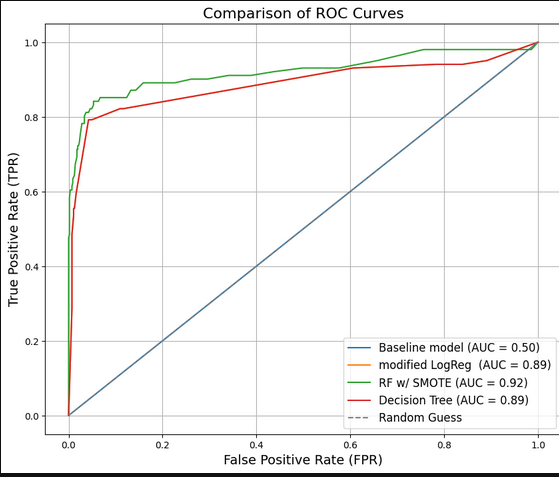 Comparison of ROC Curves
True Positive Rate (TPR)
1.0
0.8
0.6
0.4
0.2
0.0
Baseline model (AUC = 0.50)
modified LogReg  (AUC = 0.89)
RF w/ SMOTE (AUC = 0.92)
Decision Tree (AUC = 0.89)
Random Guess
0.0 0.2 0.4 0.6 0.8 1.0
False Positive Rate (FPR)